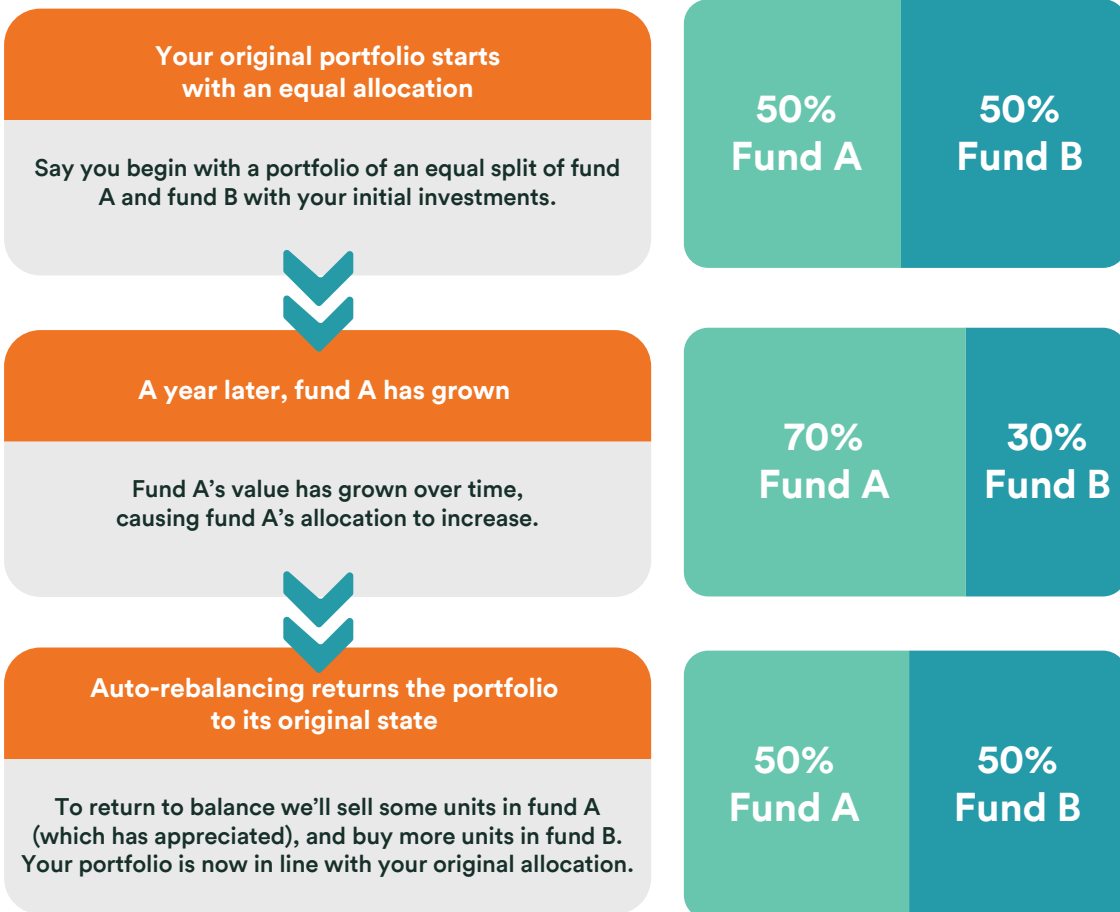 Your original portfolio starts
with an equal allocation
Say you begin with a portfolio of an equal split of fund
A and fund B with your initial investments.
50%
Fund A
50%
Fund B
A year later, fund A has grown
Fund A’s value has grown over time,
causing fund A’s allocation to increase.
70%
Fund A
30%
Fund B
Auto-rebalancing returns the portfolio
to its original state
To return to balance we’ll sell some units in fund A
(which has appreciated), and buy more units in fund B.
Your portfolio is now in line with your original allocation.
50%
Fund A
50%
Fund B